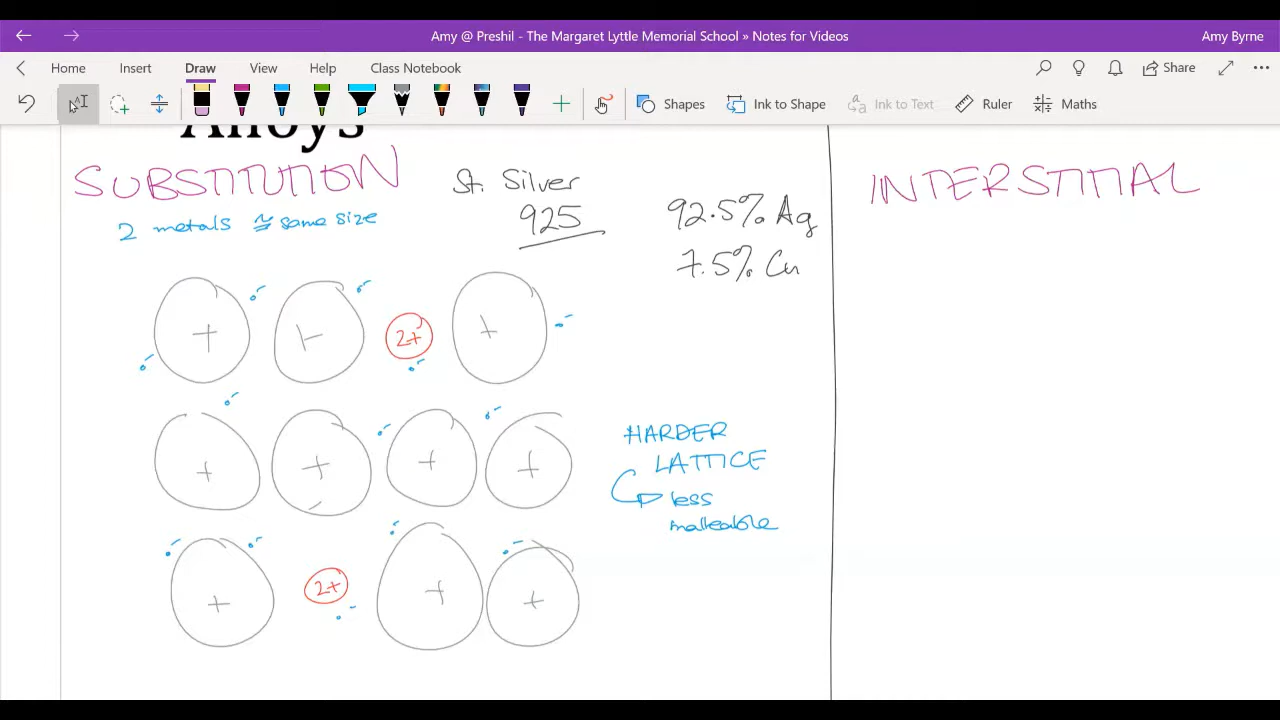 Amy @ Preshil - The Margaret Lyttle Memorial School » Notes for Videos
Amy Byrne
Home Insert Draw View Help Class Notebook
Share
Shapes Ink to Shape Ink to Text Ruler Maths
Alloys
SUBSTITUTION
2 metals ≅ same size
St. Silver
925
92.5% Ag
7.5% Cu
INTERSTITIAL
+ + 2+ +
+ + + +
+ 2+ + +
HARDER
LATTICE
less
malleable